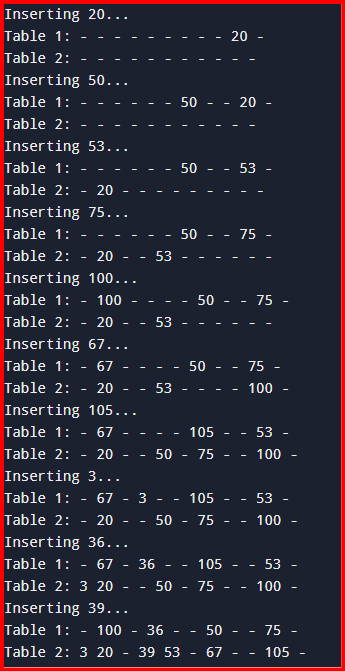 Inserting 20...
Table 1: - - - - - - - - - 20 -
Table 2: - - - - - - - - - - -
Inserting 50...
Table 1: - - - - - - 50 - - 20 -
Table 2: - - - - - - - - - - -
Inserting 53...
Table 1: - - - - - - 50 - - 53 -
Table 2: - 20 - - - - - - - - -
Inserting 75...
Table 1: - - - - - - 50 - - 75 -
Table 2: - 20 - - 53 - - - - - -
Inserting 100...
Table 1: - 100 - - - - 50 - - 75 -
Table 2: - 20 - - 53 - - - - - -
Inserting 67...
Table 1: - 67 - - - - 50 - - 75 -
Table 2: - 20 - - 53 - - - - 100 -
Inserting 105...
Table 1: - 67 - - - - 105 - - 53 -
Table 2: - 20 - - 50 - 75 - - 100 -
Inserting 3...
Table 1: - 67 - 3 - - 105 - - 53 -
Table 2: - 20 - - 50 - 75 - - 100 -
Inserting 36...
Table 1: - 67 - 36 - - 105 - - 53 -
Table 2: 3 20 - - 50 - 75 - - 100 -
Inserting 39...
Table 1: - 100 - 36 - - 50 - - 75 -
Table 2: 3 20 - 39 53 - 67 - - 105 -